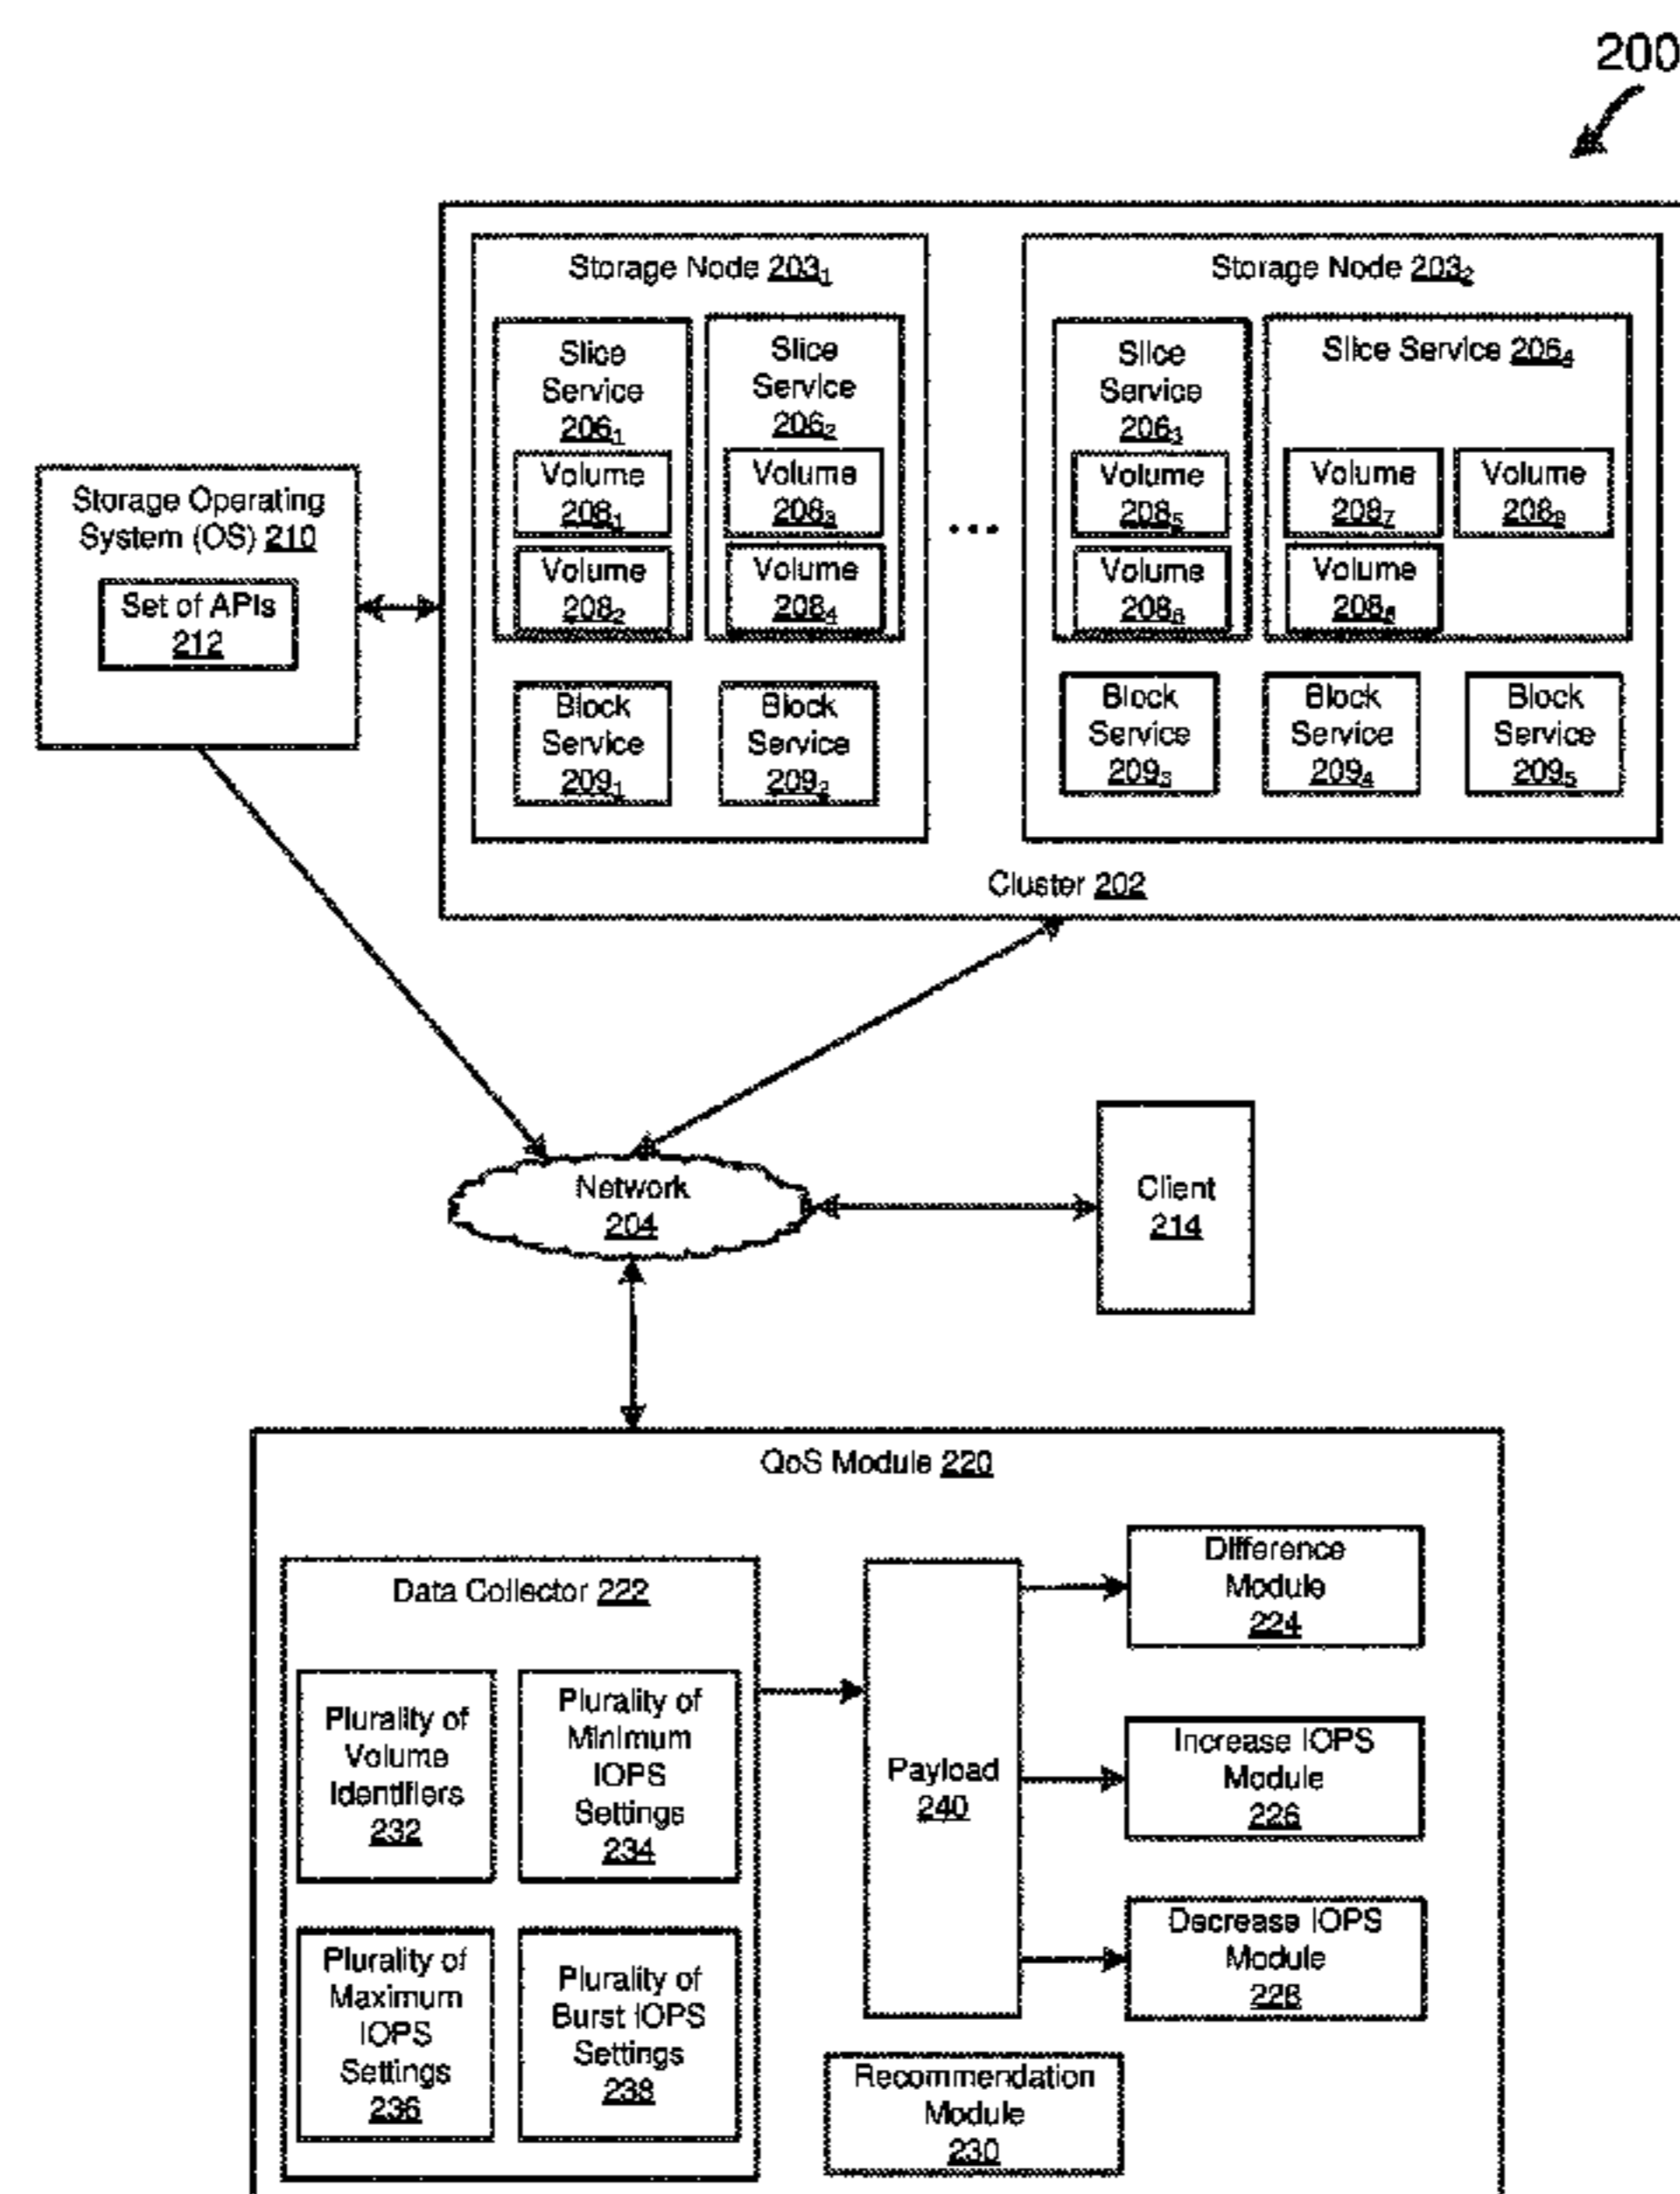 200
Storage Node 203₁
Slice
Service
206₁
Volume
208₁
Volume
208₂
Slice
Service
206₂
Volume
208₃
Volume
208₄
Block
Service
209₁
Block
Service
209₂
...
Storage Node 203₂
Slice
Service
206₃
Volume
208₅
Volume
208₆
Slice Service 206₄
Volume
208₇
Volume
Volume
Block
Service
209₃
Block
Service
209₄
Block
Service
209₅
Cluster 202
Storage Operating
System (OS) 210
Set of APIs
212
Network
204
Client
214
QoS Module 220
Data Collector 222
Plurality of
Volume
Identifiers
232
Plurality of
Minimum
IOPS
Settings
234
Plurality of
Maximum
IOPS
Settings
236
Plurality of
Burst IOPS
Settings
238
Payload
240
Difference
Module
224
Increase IOPS
Module
226
Decrease IOPS
Module
228
Recommendation
Module
230